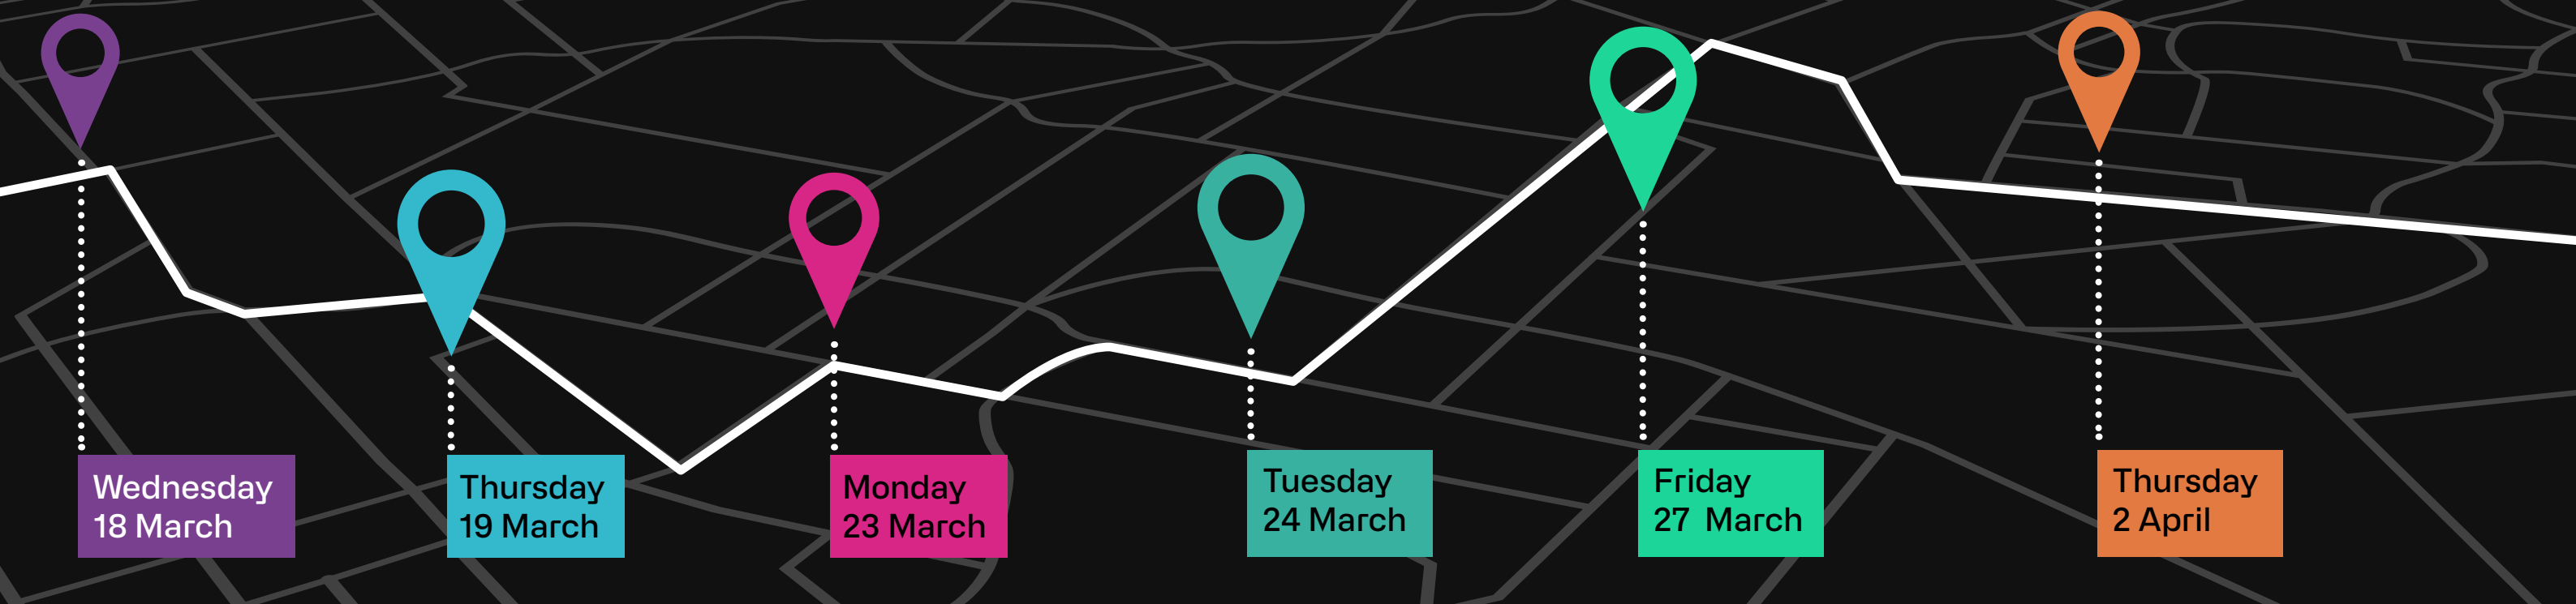 Wednesday
18 March
Thursday
19 March
Monday
23 March
Tuesday
24 March
Friday
27  March
Thursday
2 April